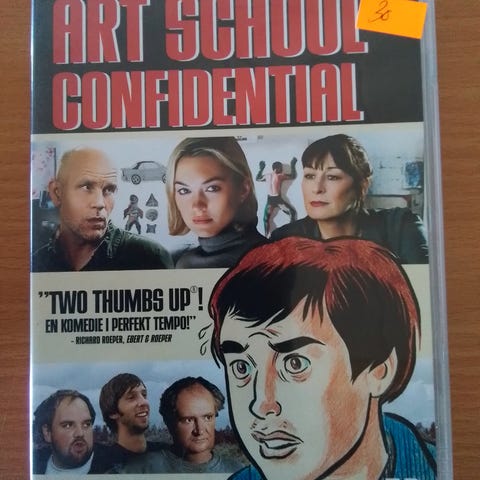 ART SCHOOL
CONFIDENTIAL
30
"TWO THUMBS UP"!
EN KOMEDIE I PERFEKT TEMPO!"
- RICHARD ROEPER, EBERT & ROEPER